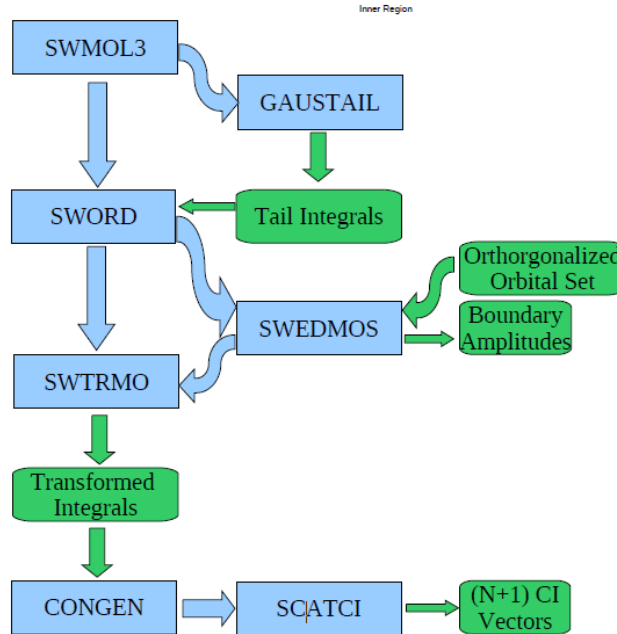 Inner Region
SWMOL3
GAUSTAIL
SWORD
Tail Integrals
Orthorgonalized
Orbital Set
SWEDMOS
Boundary
Amplitudes
SWTRMO
Transformed
Integrals
CONGEN
SCATCI
(N+1) CI
Vectors